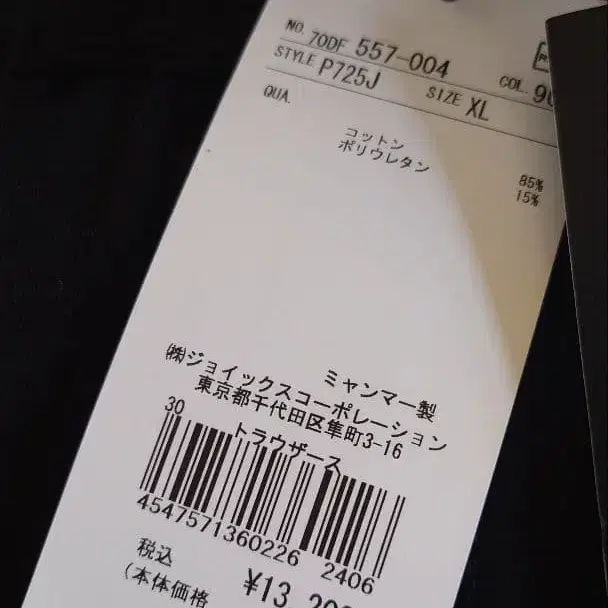 NO. 70DF 557-004 COL. 90
STYLE P725J SIZE XL
QUA.
コットン 85%
ポリウレタン 15%
ミャンマー製
㈱ジョイックスコーポレーション
東京都千代田区隼町3-16
30 トラウザース
4547571360226 2406
税込 ¥13
(本体価格